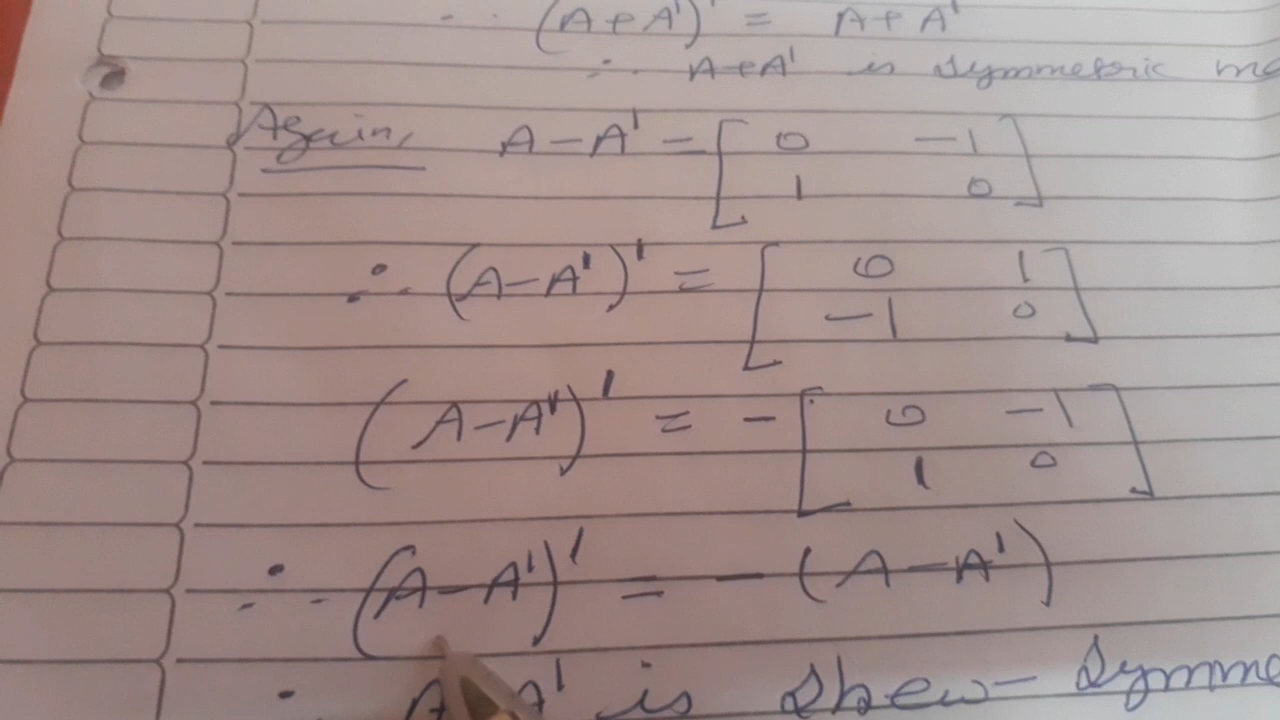 ∴ (A+A')' = A+A'
∴ A+A' is symmetric
Again, A-A' = [ 0 -1
1 0 ]
∴ (A-A')' = [ 0 1
-1 0 ]
(A-A')' = - [ 0 -1
1 0 ]
∴ (A-A')' = - (A-A')
∴ A A' is Skew-